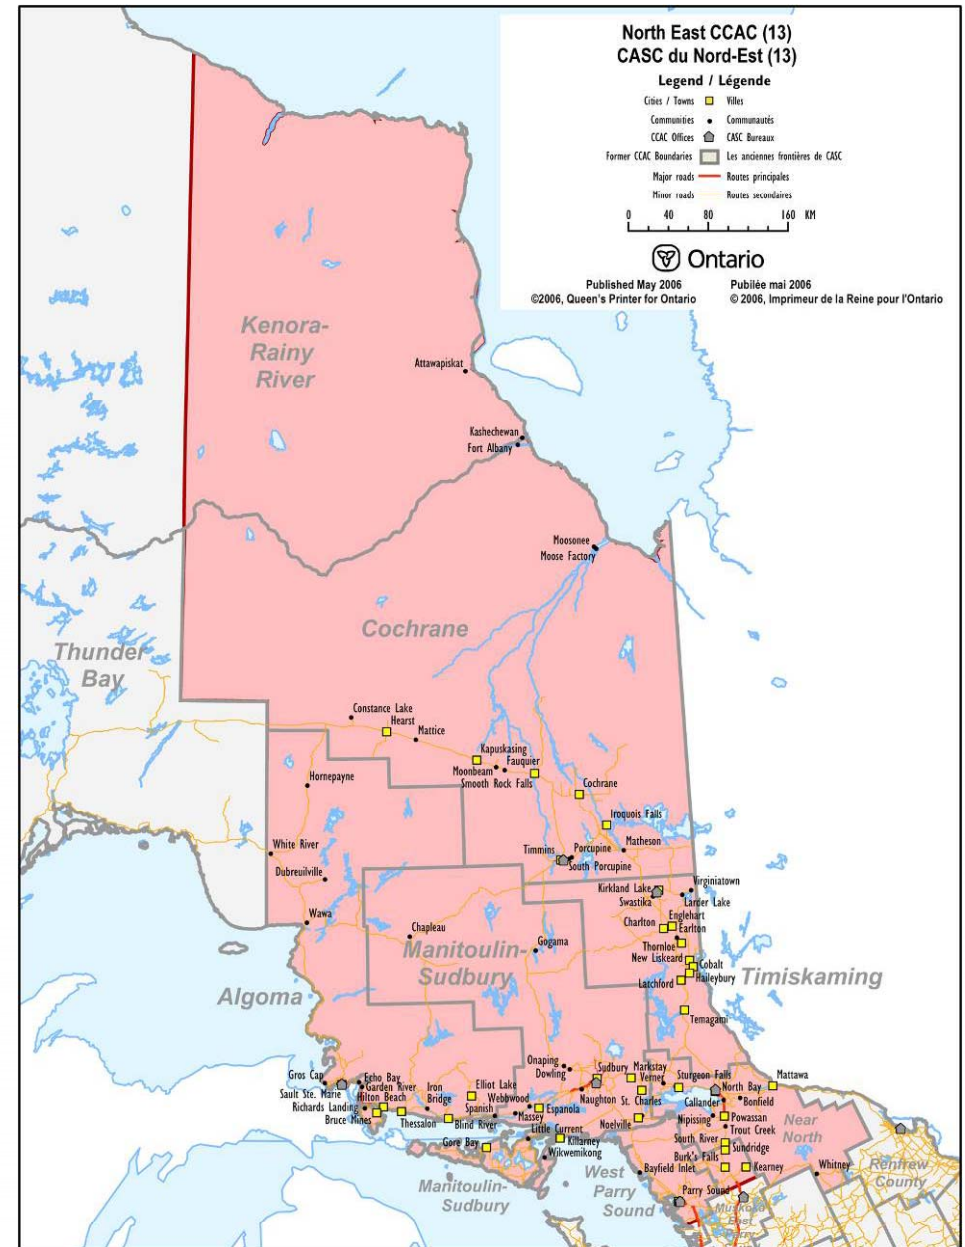 North East CCAC (13)
CASC du Nord-Est (13)
Legend / Légende
Cities / Towns Villes
Communities Communautés
CCAC Offices CASC Bureaux
Former CCAC Boundaries Les anciennes frontières de CASC
Major roads Routes principales
Minor roads Routes secondaires
0 40 80 160 KM
Ontario
Published May 2006 Publiée mai 2006
©2006, Queen's Printer for Ontario © 2006, Imprimeur de la Reine pour l'Ontario
Kenora-
Rainy
River
Attawapiskat
Kashechewan
Fort Albany
Moosonee
Moose Factory
Cochrane
Thunder
Bay
Constance Lake
Hearst
Mattice
Kapuskasing
Fauquier
Moonbeam
Smooth Rock Falls
Hornepayne
Cochrane
Iroquois Falls
White River
Timmins
Porcupine
Matheson
South Porcupine
Dubreuilville
Kirkland Lake
Virginiatown
Swastika
Larder Lake
Wawa
Chapleau
Charlton
Englehart
Earlton
Gogama
Thornloe
Manitoulin-
Sudbury
New Liskeard
Cobalt
Haileybury
Latchford
Timiskaming
Algoma
Temagami
Onaping
Dowling
Sudbury
Markstay
Verner
Sturgeon Falls
Mattawa
Gros Cap
Echo Bay
Garden River
Sault Ste. Marie
Hilton Beach
Iron
Bridge
Elliot Lake
Webbwood
Naughton
St. Charles
North Bay
Callander
Bonfield
Richards Landing
Bruce Mines
Thessalon
Spanish
Blind River
Massey
Espanola
Noelville
Nipissing
Powassan
Trout Creek
Near
North
Little Current
Killarney
Gore Bay
Wikwemikong
South River
Sundridge
Burk's Falls
Bayfield Inlet
Kearney
Whitney
Renfrew
County
Manitoulin-
Sudbury
West
Parry
Sound
Parry Sound
Muskoka
East
Parry